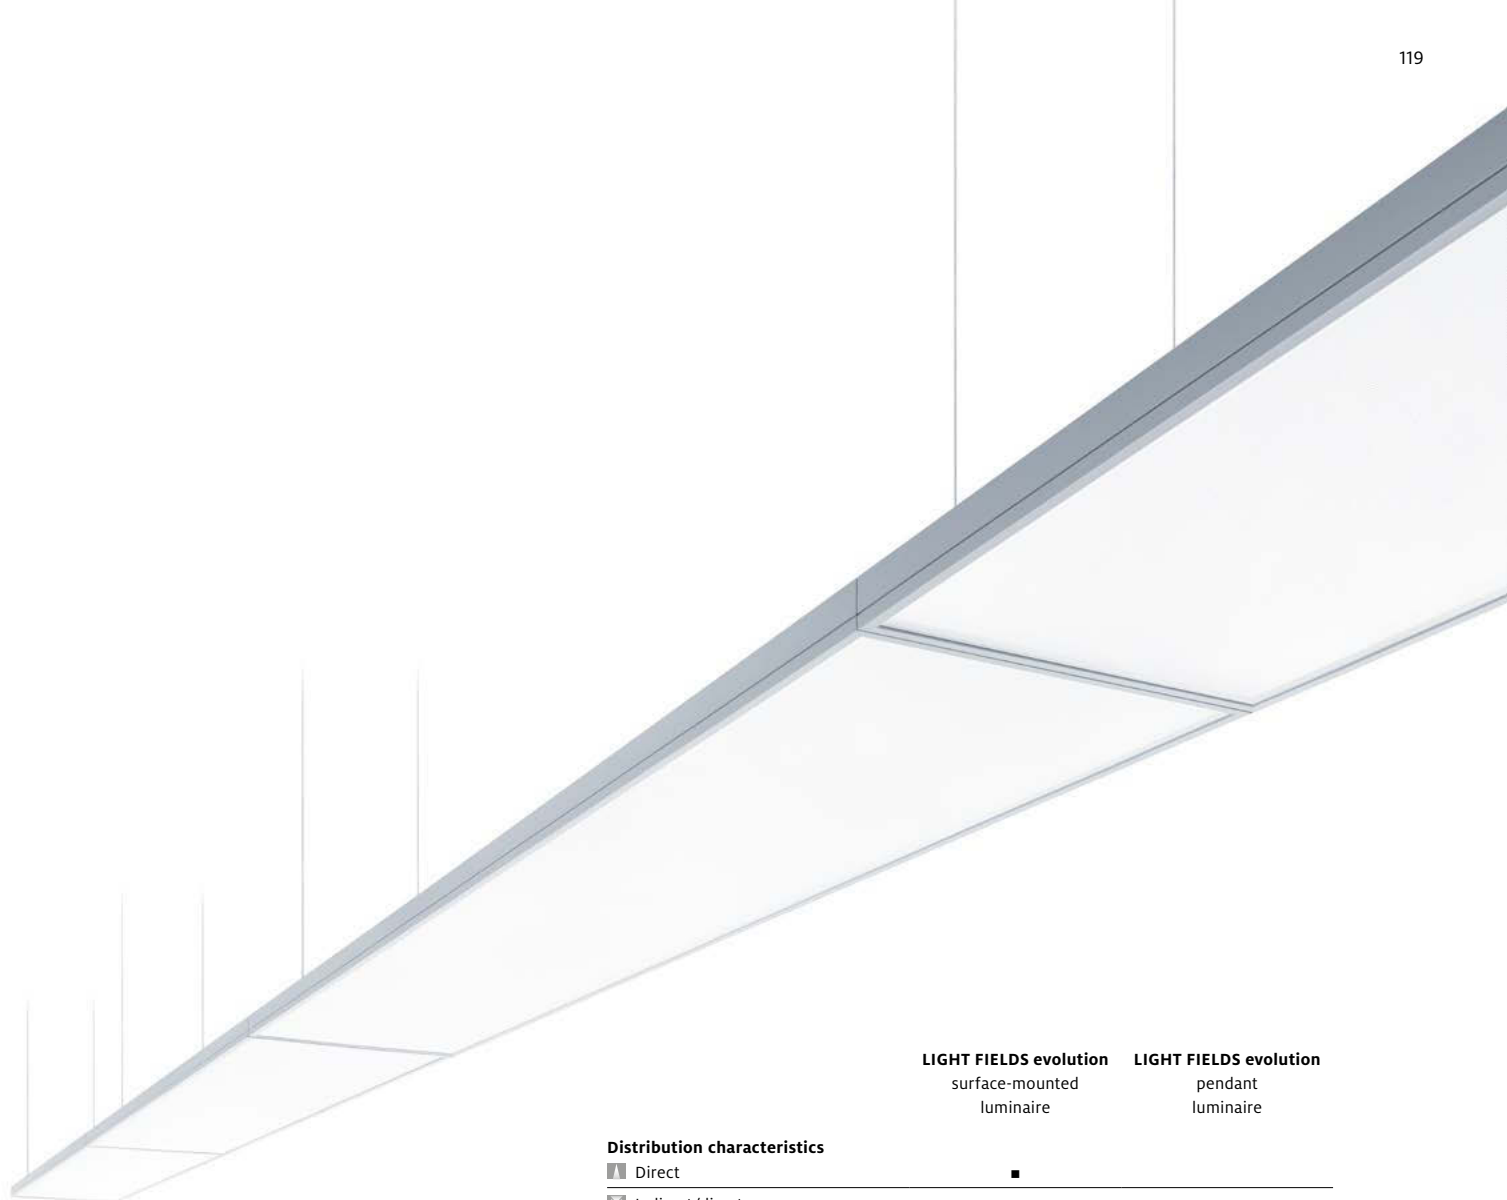 119
LIGHT FIELDS evolution LIGHT FIELDS evolution
surface-mounted pendant
luminaire luminaire
Distribution characteristics
Direct ■